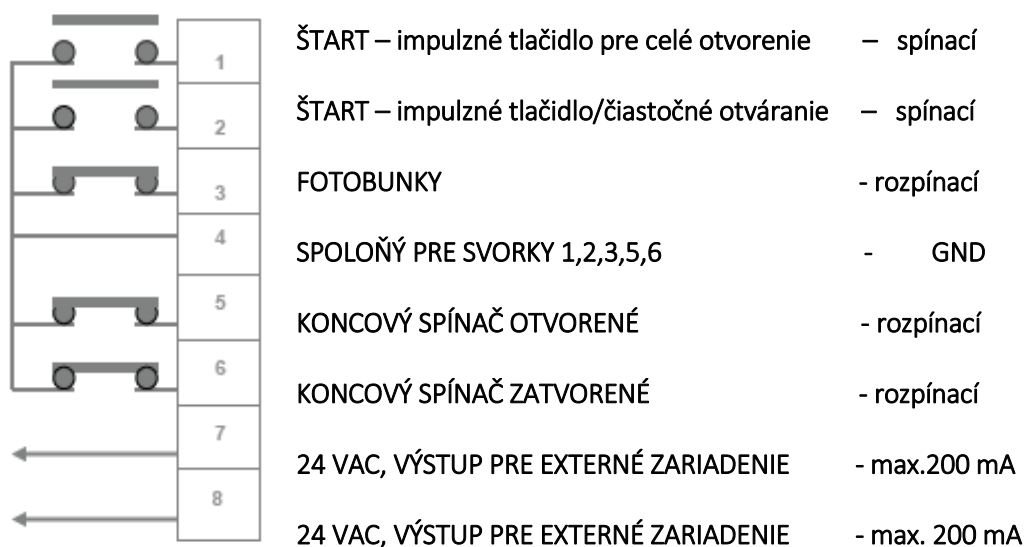 1 ŠTART – impulzné tlačidlo pre celé otvorenie – spínací
2 ŠTART – impulzné tlačidlo/čiastočné otváranie – spínací
3 FOTOBUNKY - rozpínací
4 SPOLOŇÝ PRE SVORKY 1,2,3,5,6 - GND
5 KONCOVÝ SPÍNAČ OTVORENÉ - rozpínací
6 KONCOVÝ SPÍNAČ ZATVORENÉ - rozpínací
7 24 VAC, VÝSTUP PRE EXTERNÉ ZARIADENIE - max.200 mA
8 24 VAC, VÝSTUP PRE EXTERNÉ ZARIADENIE - max. 200 mA